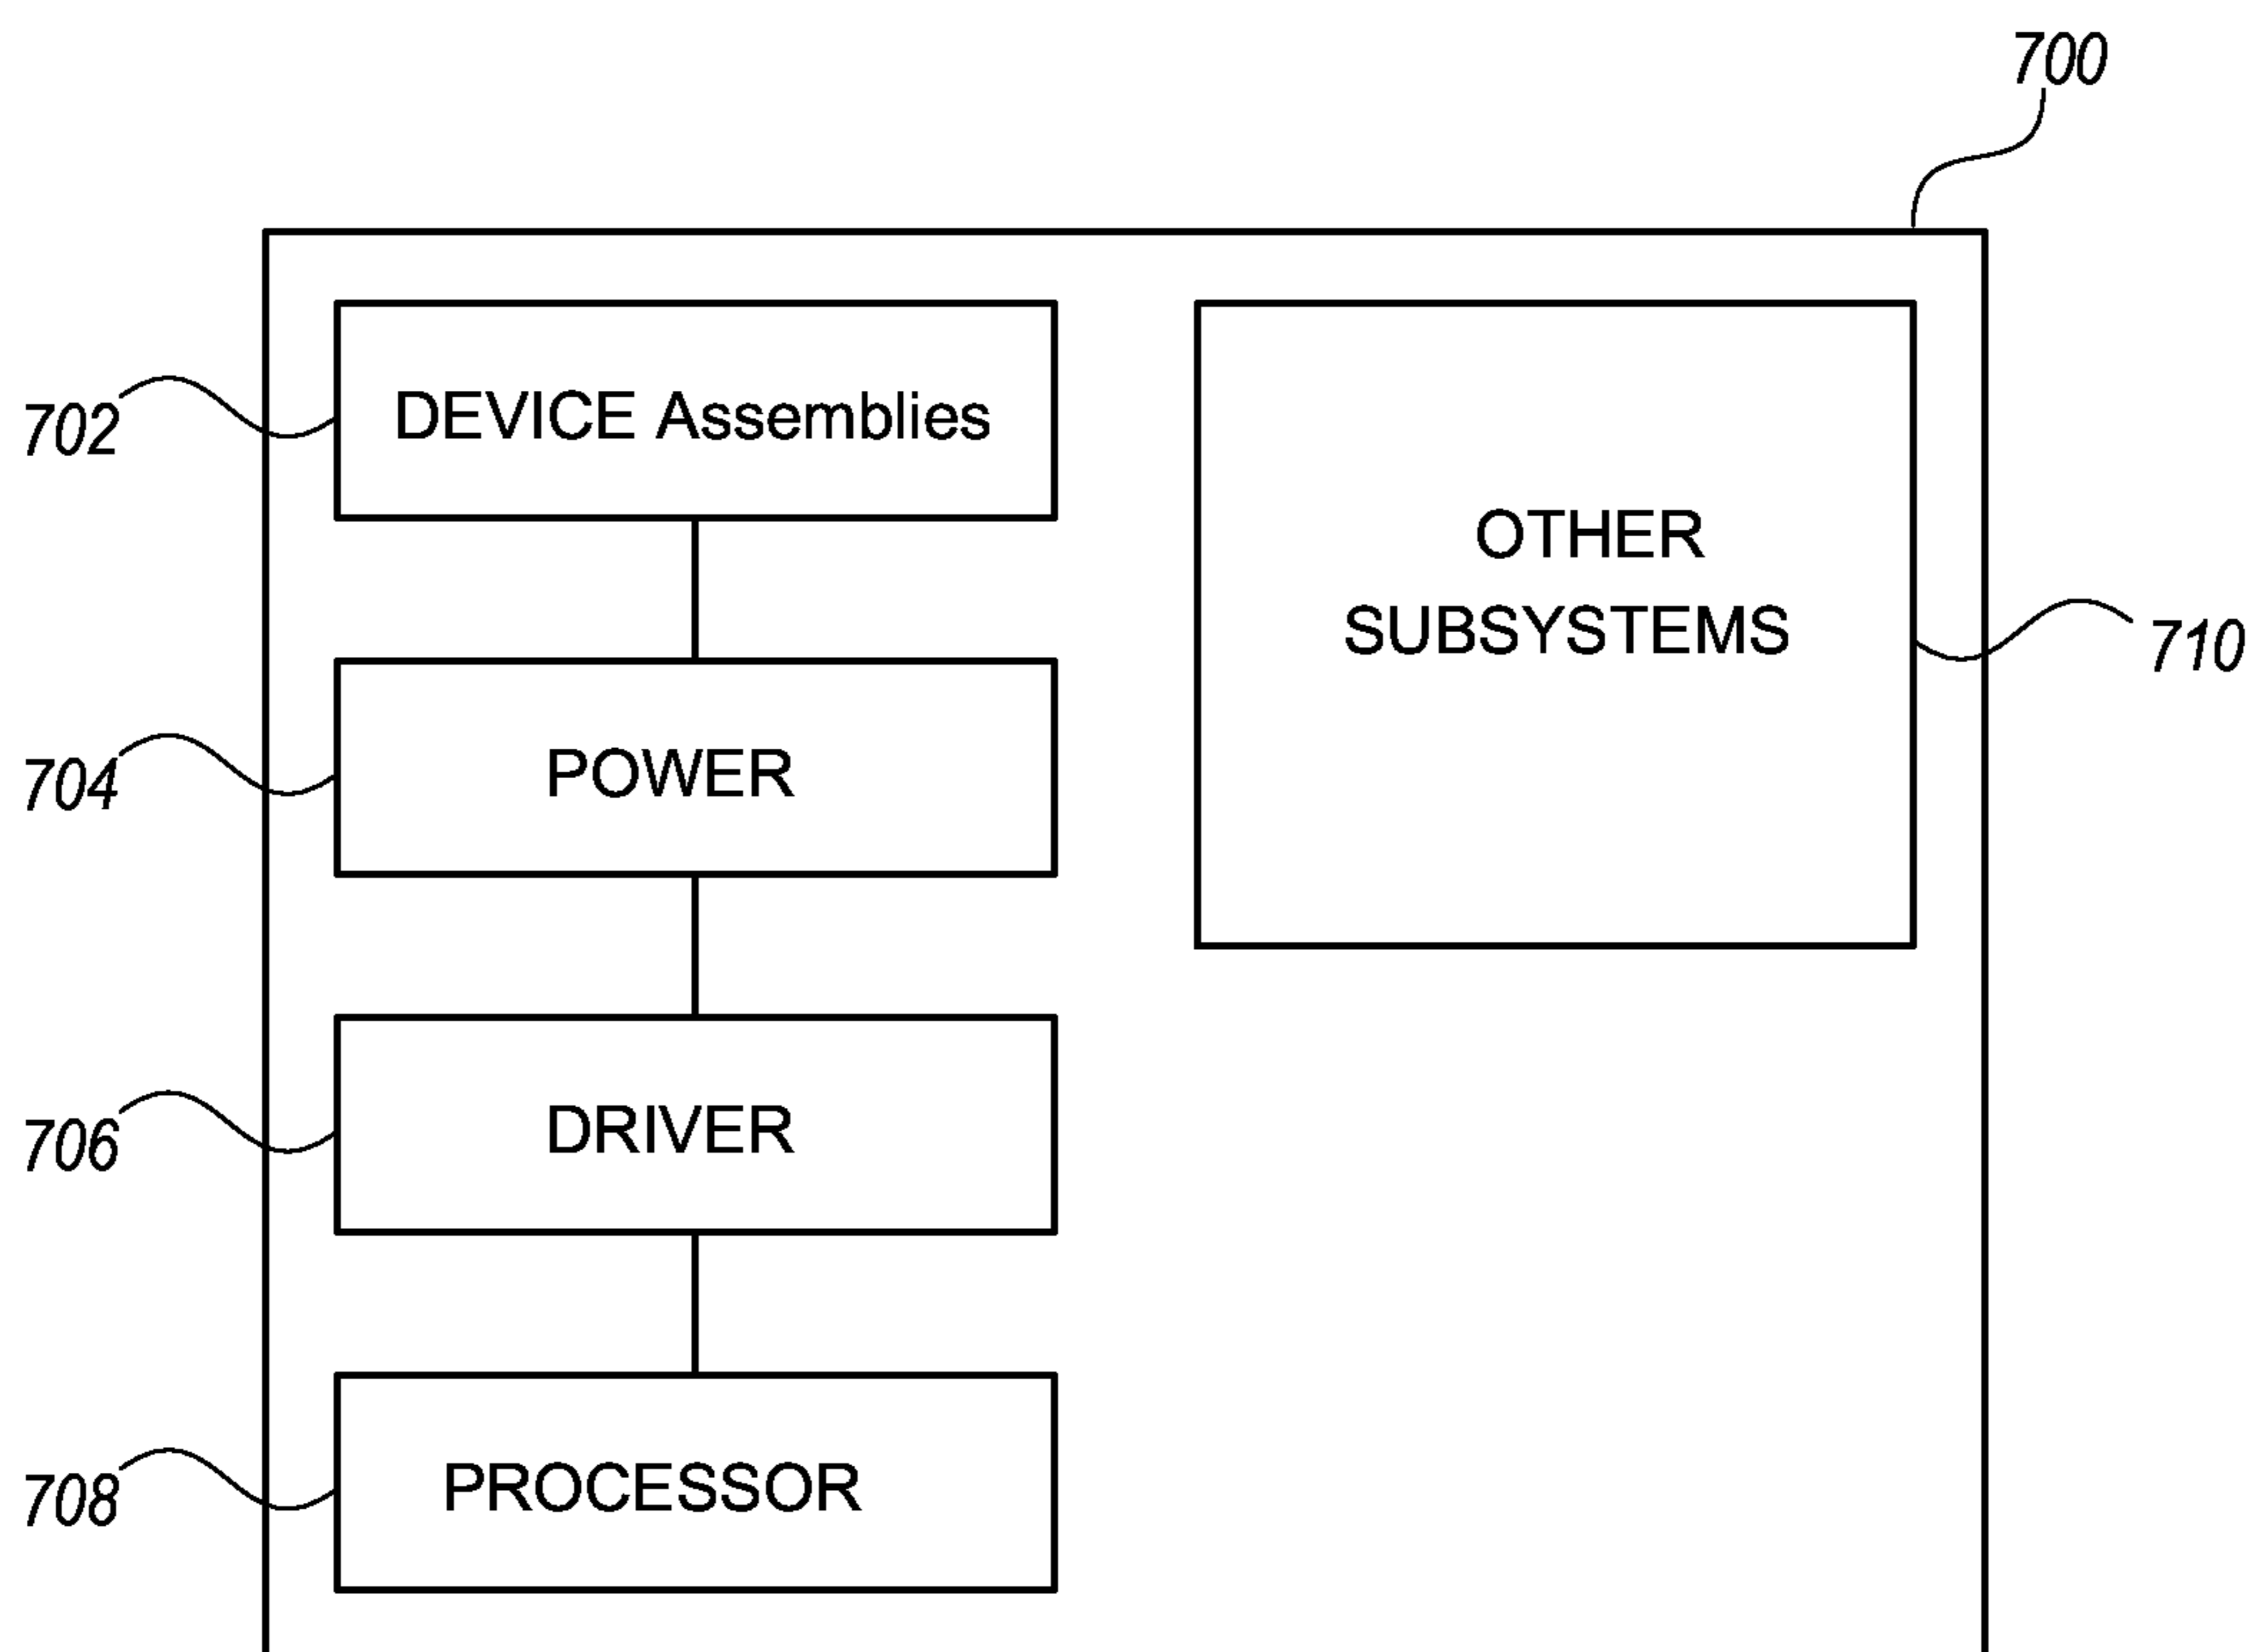 700
DEVICE Assemblies
702
OTHER
SUBSYSTEMS
710
POWER
704
DRIVER
706
PROCESSOR
708